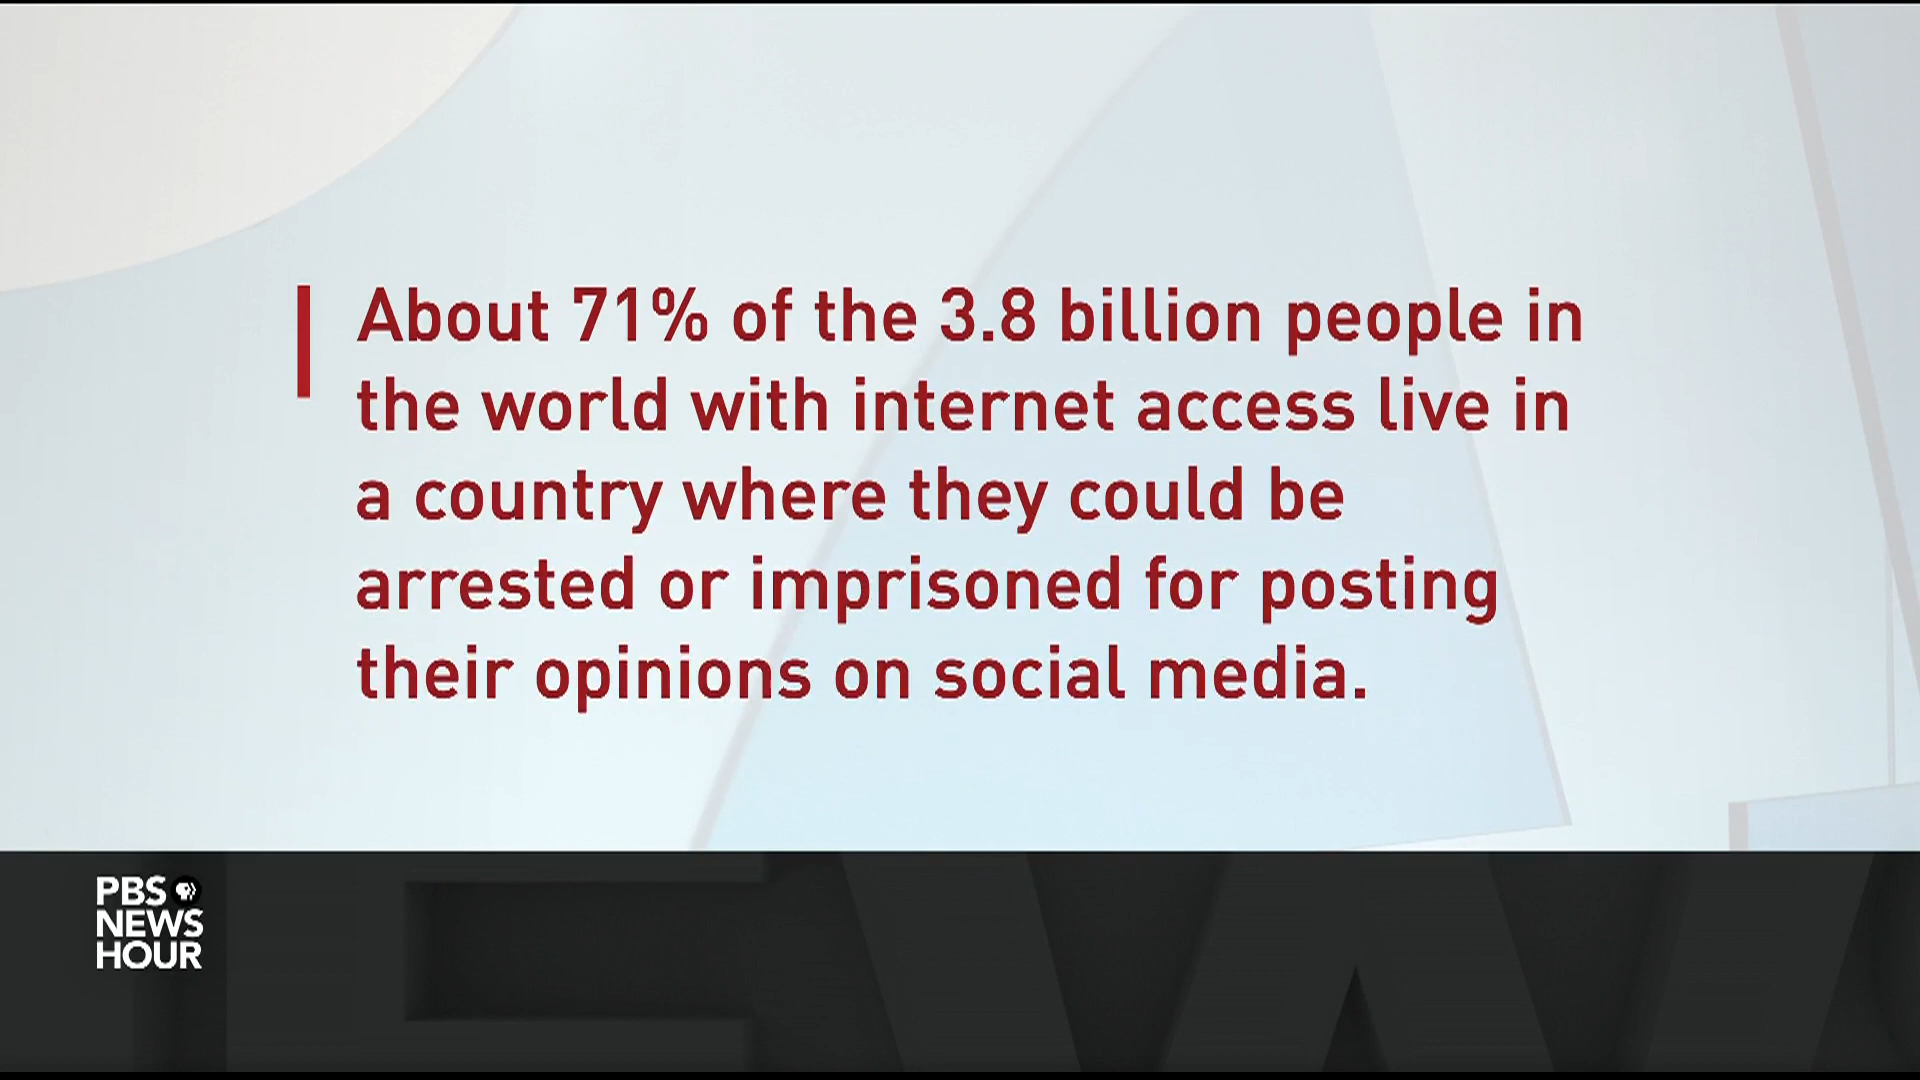 About 71% of the 3.8 billion people in
the world with internet access live in
a country where they could be
arrested or imprisoned for posting
their opinions on social media.
PBS
NEWS
HOUR